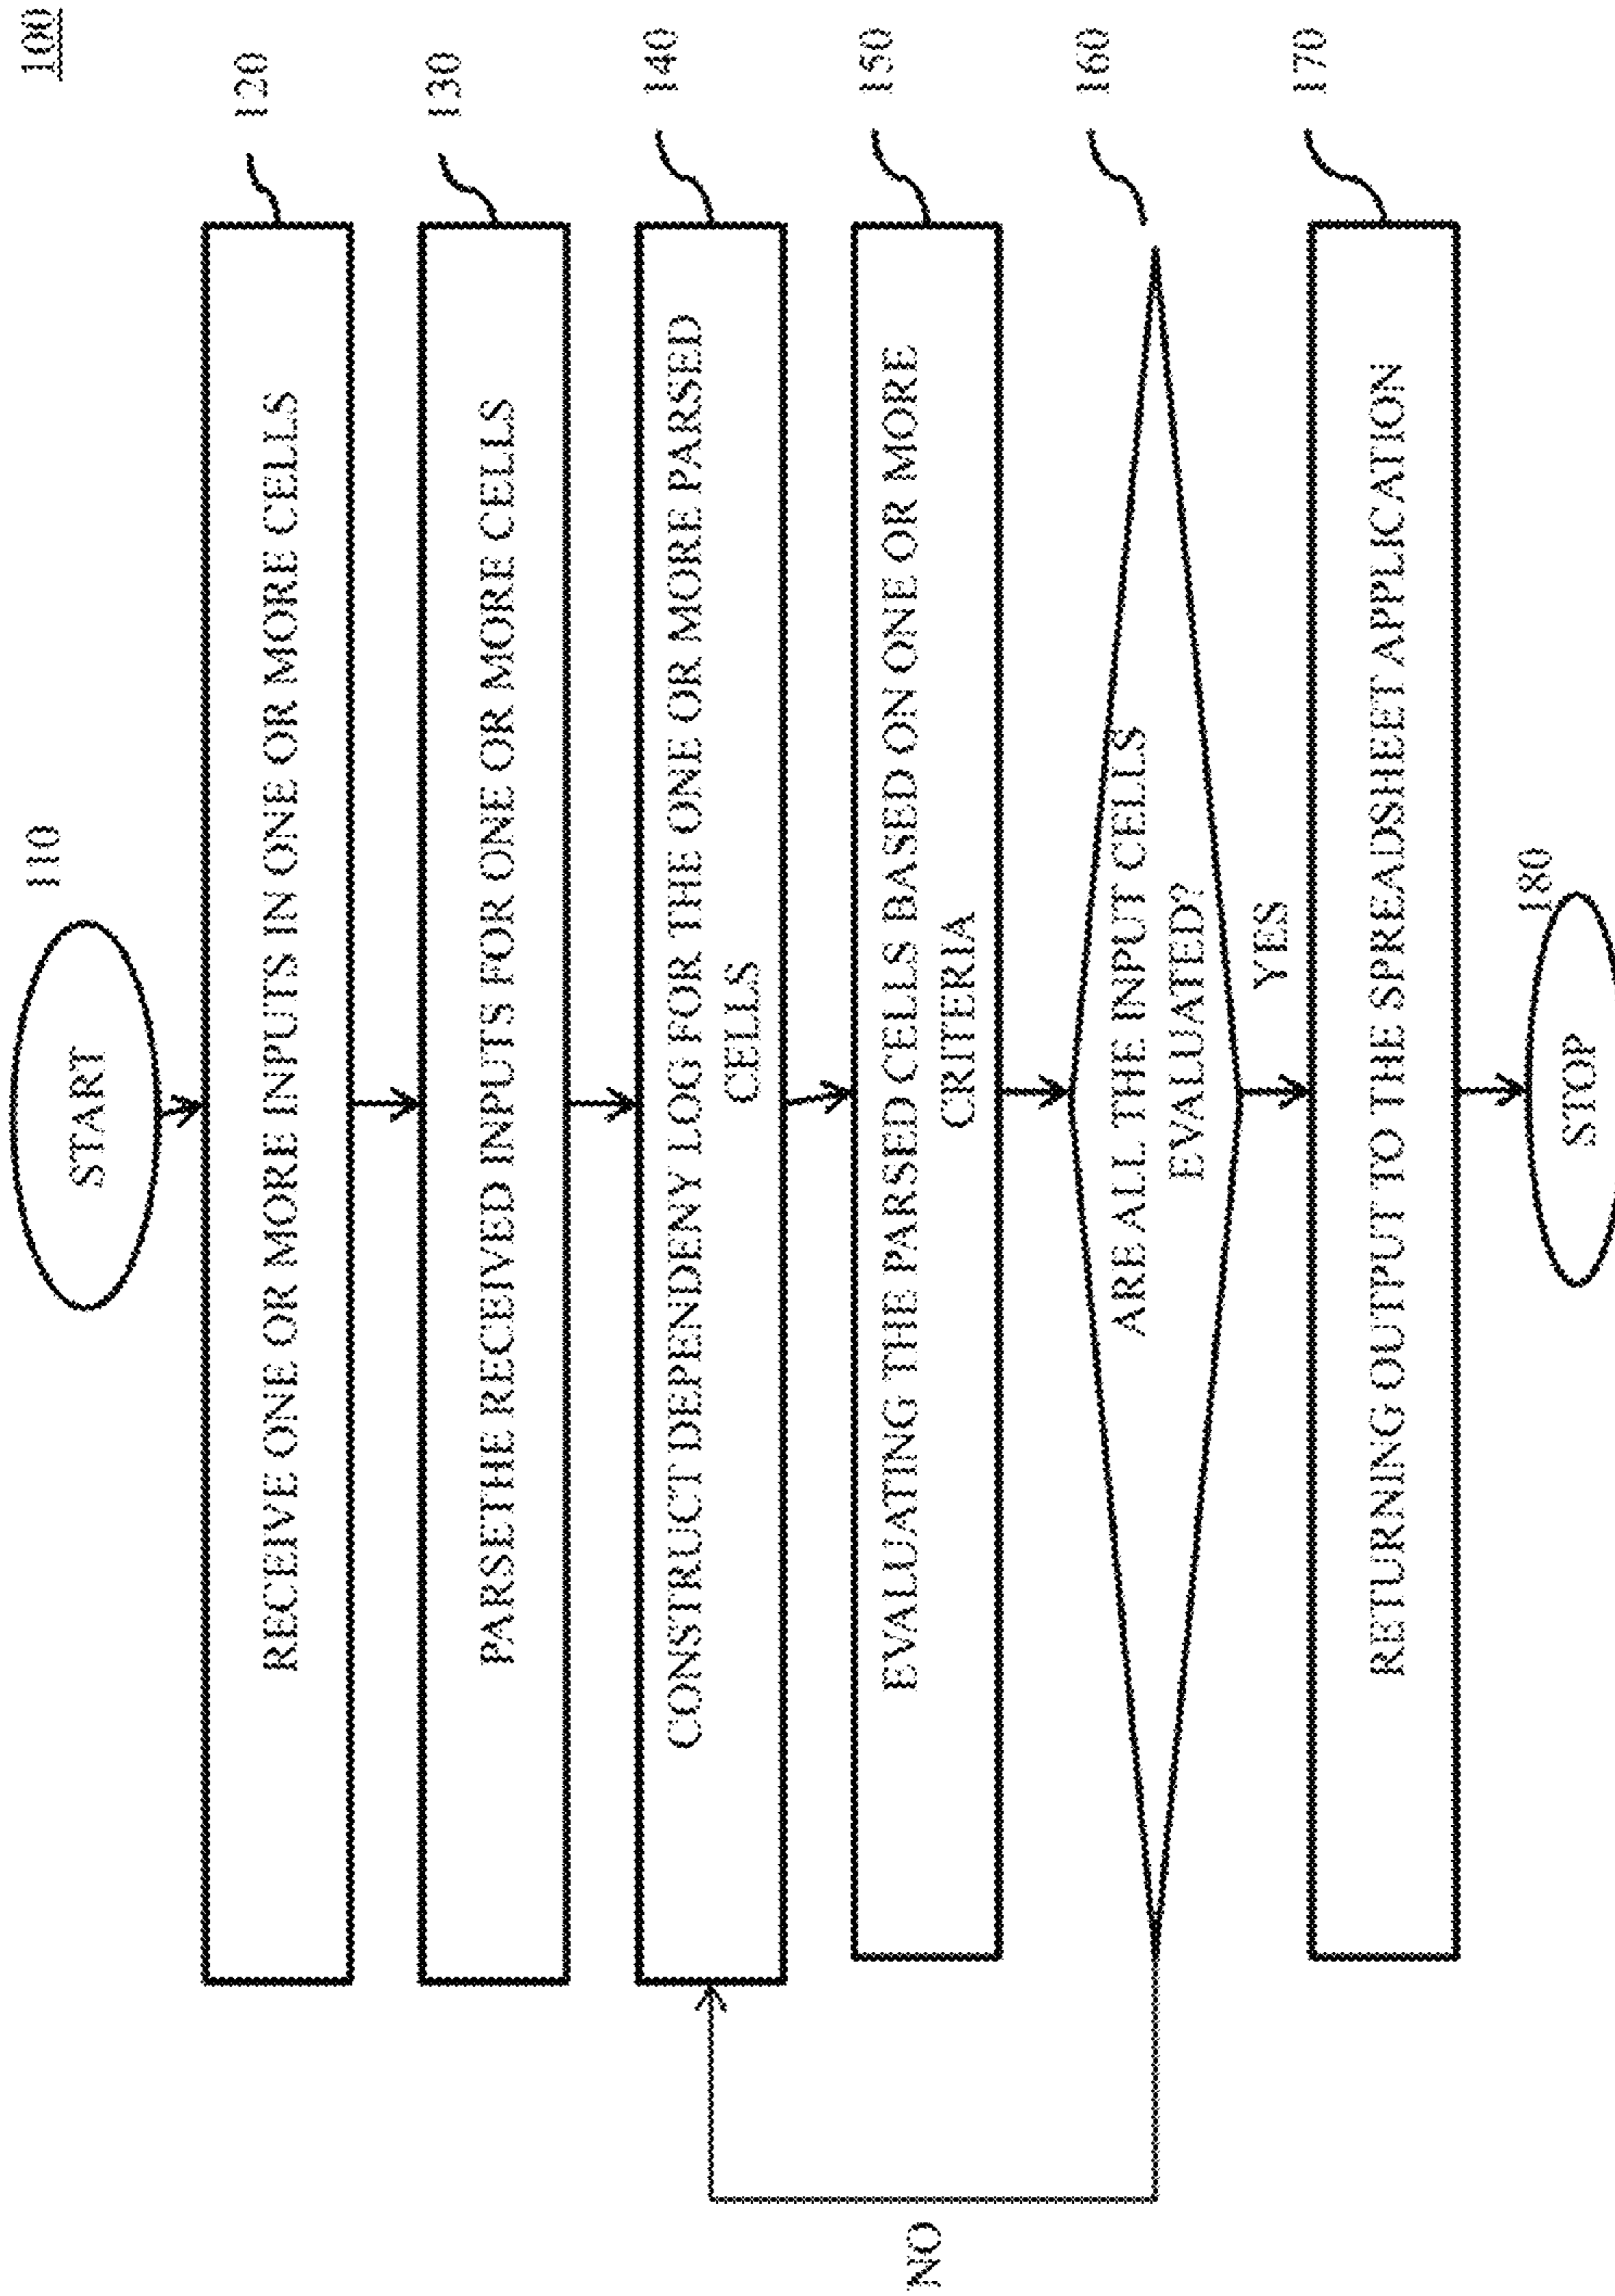 100
110
START
120
RECEIVE ONE OR MORE INPUTS IN ONE OR MORE CELLS
130
PARSETHE RECEIVED INPUTS FOR ONE OR MORE CELLS
140
CONSTRUCT DEPENDENY LOG FOR THE ONE OR MORE PARSED
CELLS
150
EVALUATING THE PARSED CELLS BASED ON ONE OR MORE
CRITERIA
160
ARE ALL THE INPUT CELLS
EVALUATED?
NO
YES
170
RETURNING OUTPUT TO THE SPREADSHEET APPLICATION
180
STOP